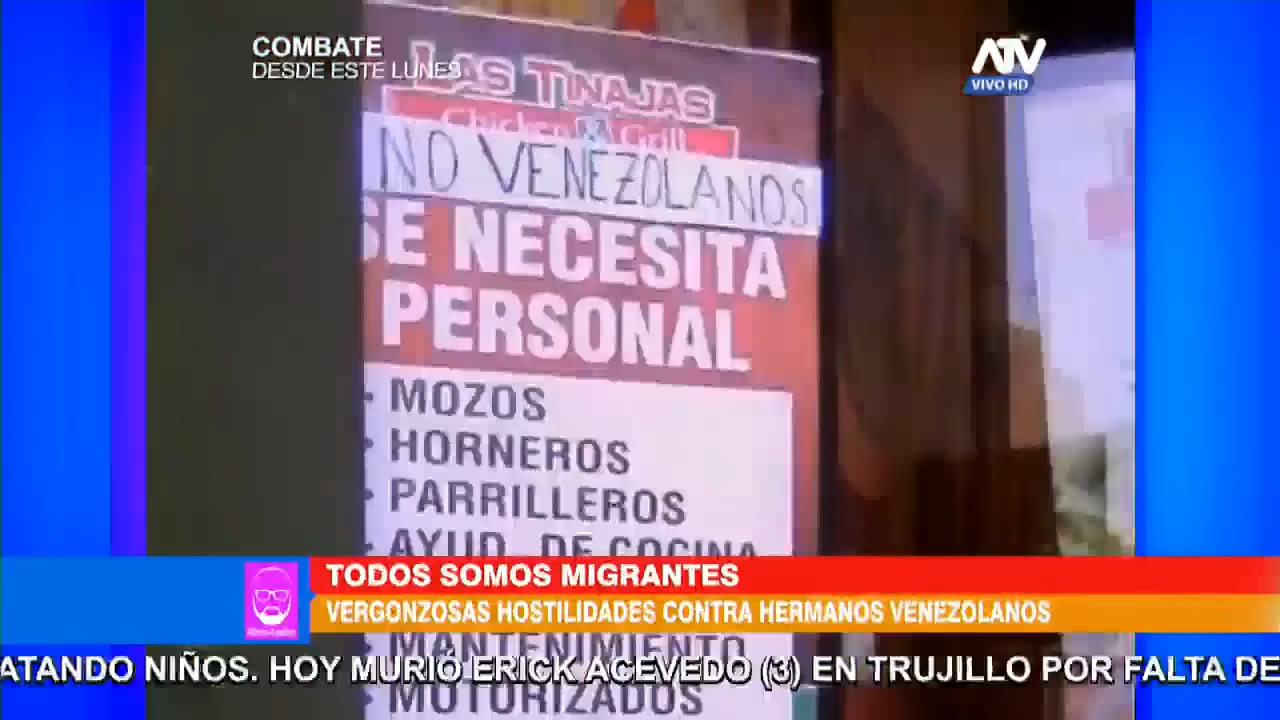 COMBATE
DESDE ESTE LUNES
ATV
VIVO HD
LAS TINAJAS
Chicken & Grill
NO VENEZOLANOS
SE NECESITA
PERSONAL
- MOZOS
- HORNEROS
- PARRILLEROS
- AYUD. DE COCINA
TODOS SOMOS MIGRANTES
VERGONZOSAS HOSTILIDADES CONTRA HERMANOS VENEZOLANOS
MANTENIMIENTO
ATANDO NIÑOS. HOY MURIÓ ERICK ACEVEDO (3) EN TRUJILLO POR FALTA DE
MOTORIZADOS